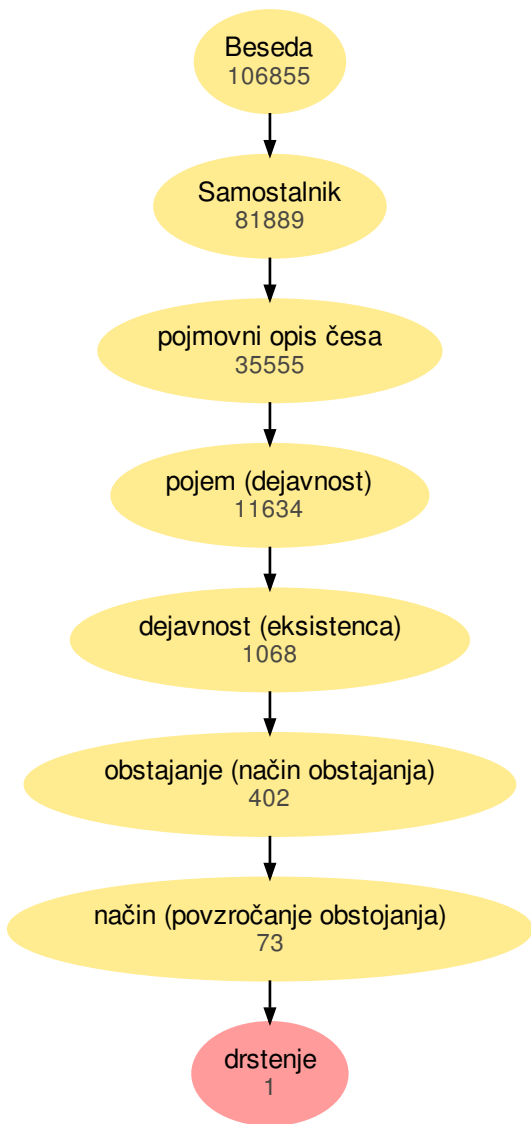 Beseda
106855
Samostalnik
81889
pojmovni opis česa
35555
pojem (dejavnost)
11634
dejavnost (eksistenca)
1068
obstajanje (način obstajanja)
402
način (povzročanje obstojanja)
73
drstenje
1